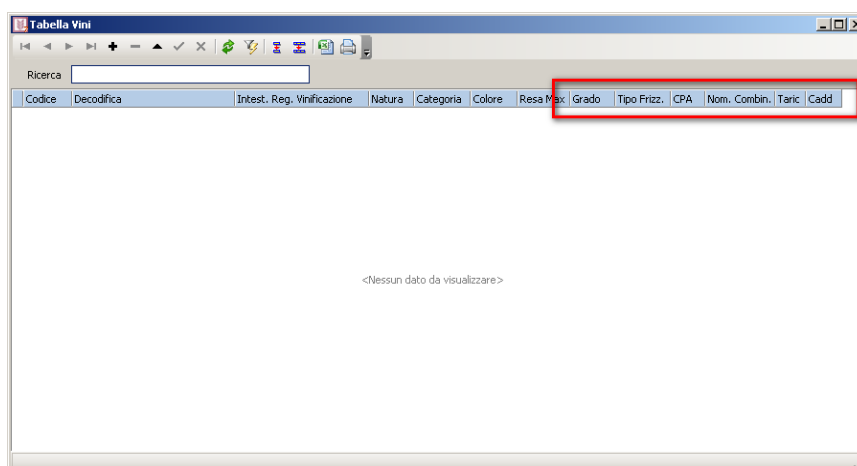 Tabella Vini
Ricerca
Codice Decodifica Intest. Reg. Vinificazione Natura Categoria Colore Resa Max Grado Tipo Frizz. CPA Nom. Combin. Taric Cadd
<Nessun dato da visualizzare>